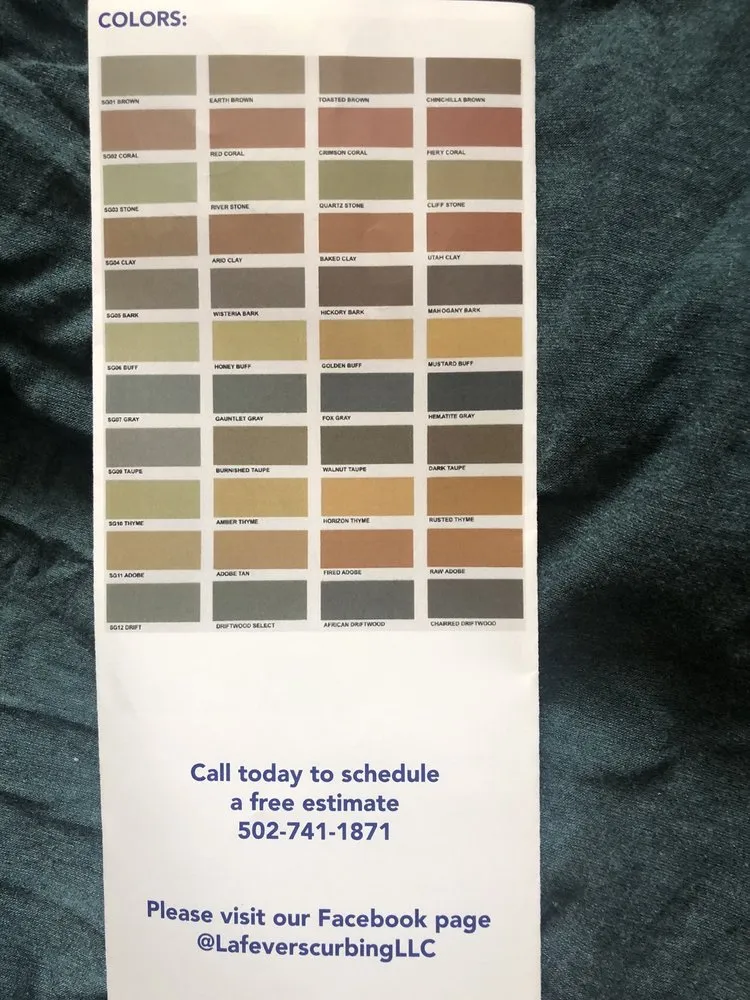 COLORS:
SG01 BROWN EARTH BROWN TOASTED BROWN CHINCHILLA BROWN
SG02 CORAL RED CORAL CRIMSON CORAL FIERY CORAL
SG03 STONE RIVER STONE QUARTZ STONE CLIFF STONE
SG04 CLAY ARID CLAY BAKED CLAY UTAH CLAY
SG05 BARK WISTERIA BARK HICKORY BARK MAHOGANY BARK
SG06 BUFF HONEY BUFF GOLDEN BUFF MUSTARD BUFF
SG07 GRAY GAUNTLET GRAY FOX GRAY HEMATITE GRAY
SG09 TAUPE BURNISHED TAUPE WALNUT TAUPE DARK TAUPE
SG10 THYME AMBER THYME HORIZON THYME RUSTED THYME
SG11 ADOBE ADOBE TAN FIRED ADOBE RAW ADOBE
SG12 DRIFT DRIFTWOOD SELECT AFRICAN DRIFTWOOD CHARRED DRIFTWOOD
Call today to schedule
a free estimate
502-741-1871
Please visit our Facebook page
@LafeverscurbingLLC